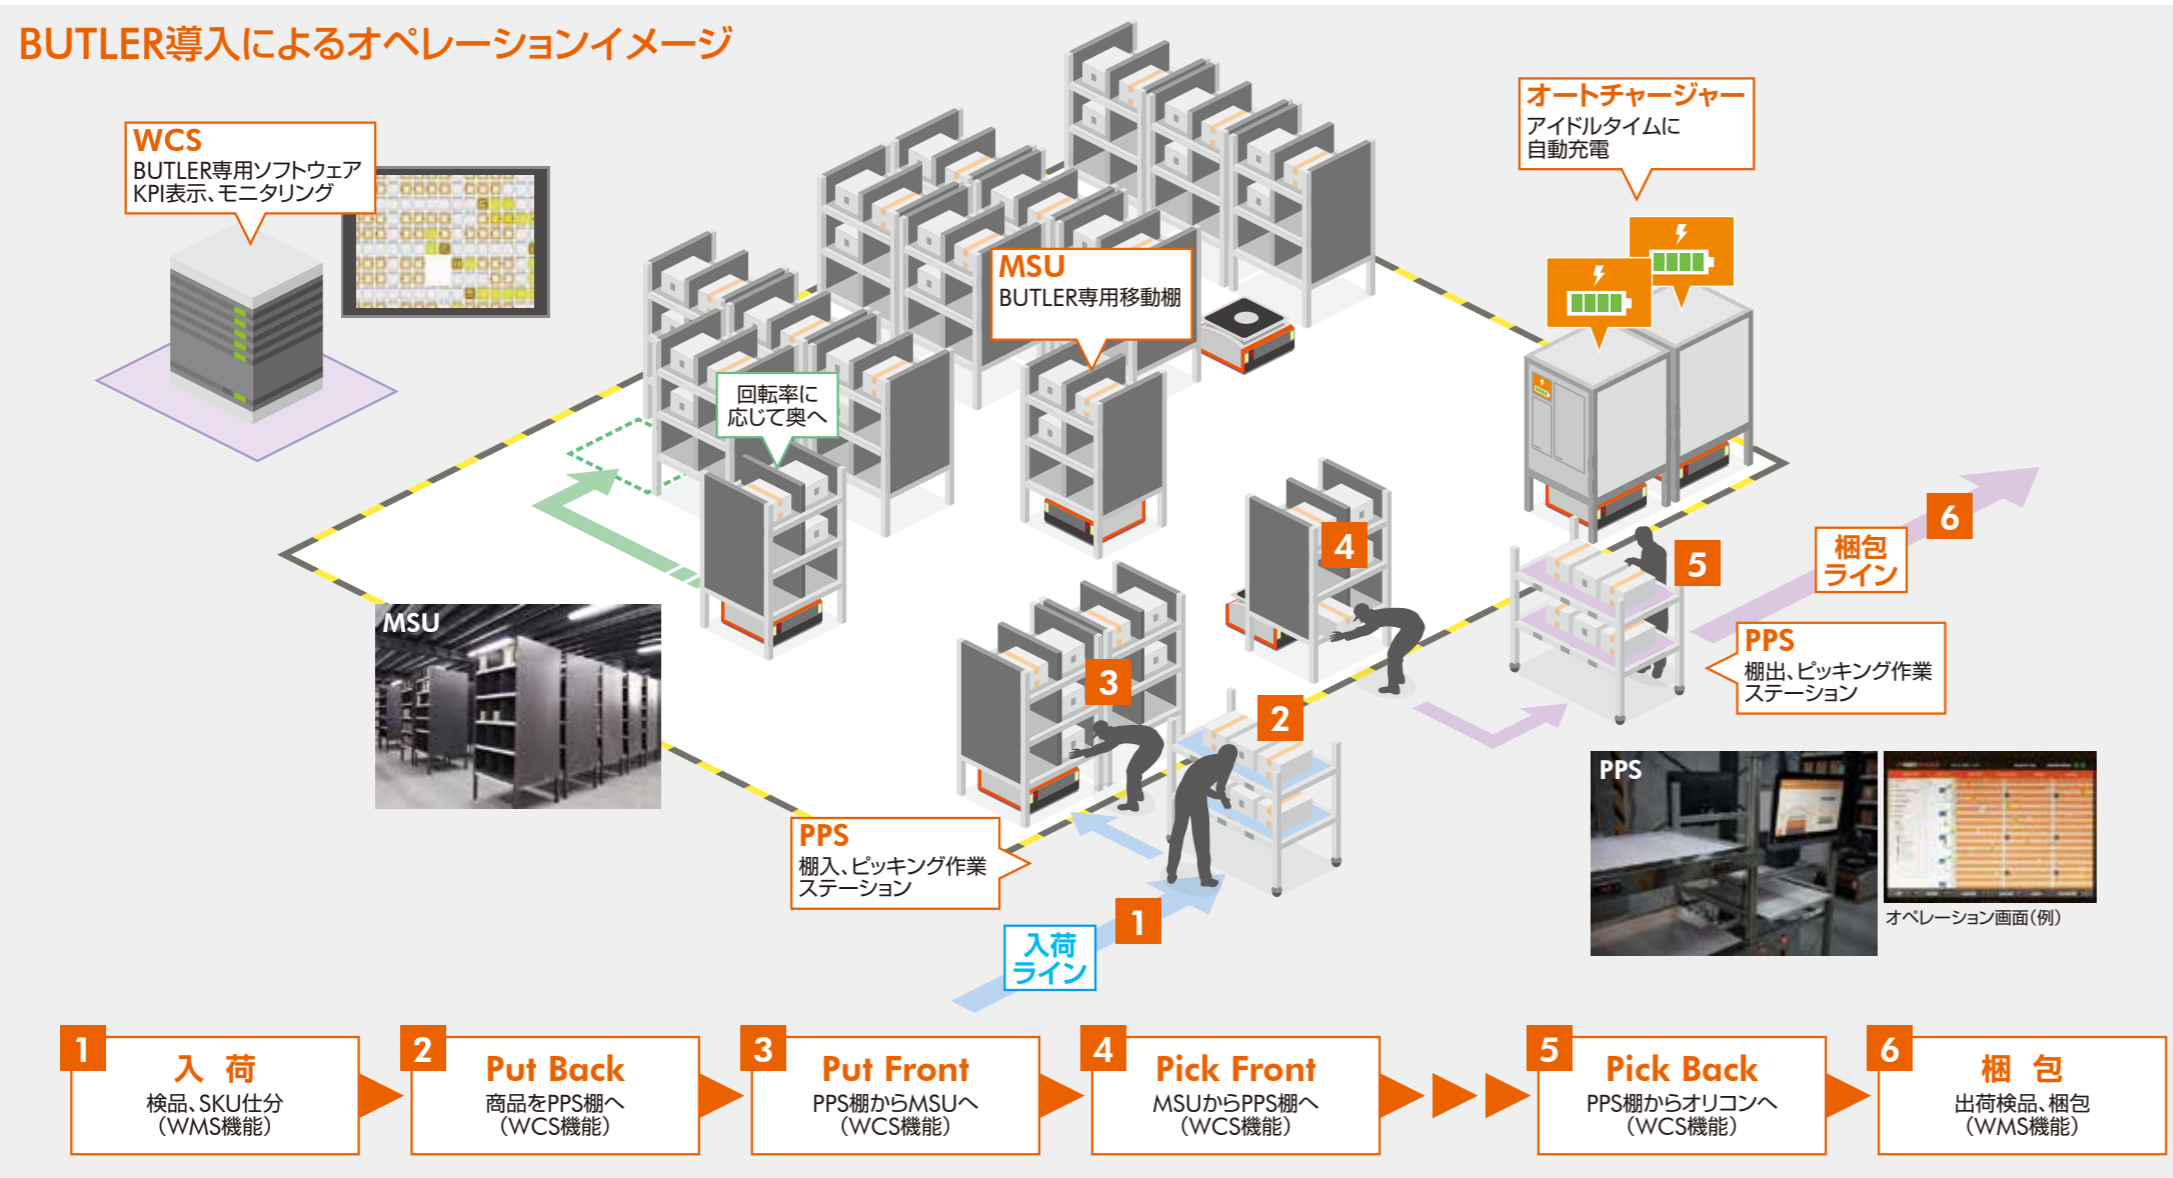 BUTLER導入によるオペレーションイメージ
WCS
BUTLER専用ソフトウェア
KPI表示、モニタリング
オートチャージャー
アイドルタイムに
自動充電
MSU
BUTLER専用移動棚
回転率に
応じて奥へ
MSU
4
5
6
梱包
ライン
PPS
棚出、ピッキング作業
ステーション
3
2
PPS
棚入、ピッキング作業
ステーション
1
入荷
ライン
PPS
オペレーション画面(例)
1
入 荷
検品、SKU仕分
(WMS機能)
2
Put Back
商品をPPS棚へ
(WCS機能)
3
Put Front
PPS棚からMSUへ
(WCS機能)
4
Pick Front
MSUからPPS棚へ
(WCS機能)
5
Pick Back
PPS棚からオリコンへ
(WCS機能)
6
梱 包
出荷検品、梱包
(WMS機能)